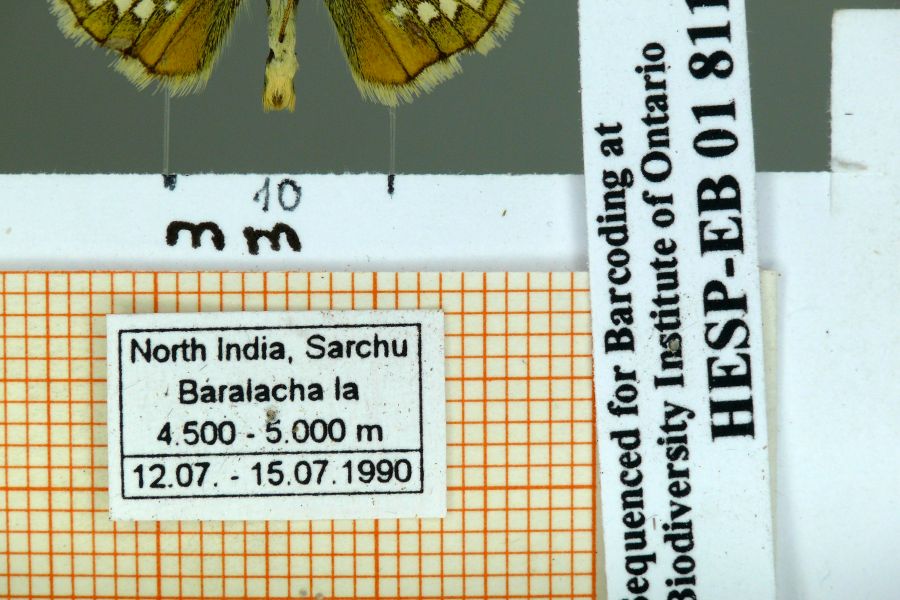 10
mm
North India, Sarchu
Baralacha la
4.500 - 5.000 m
12.07. - 15.07.1990
Sequenced for Barcoding at
Biodiversity Institute of Ontario
HESP-EB 01 811